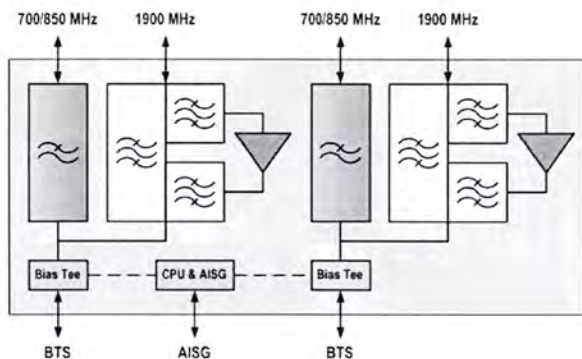 700/850 MHz 1900 MHz 700/850 MHz 1900 MHz
Bias Tee CPU & AISG Bias Tee
BTS AISG BTS